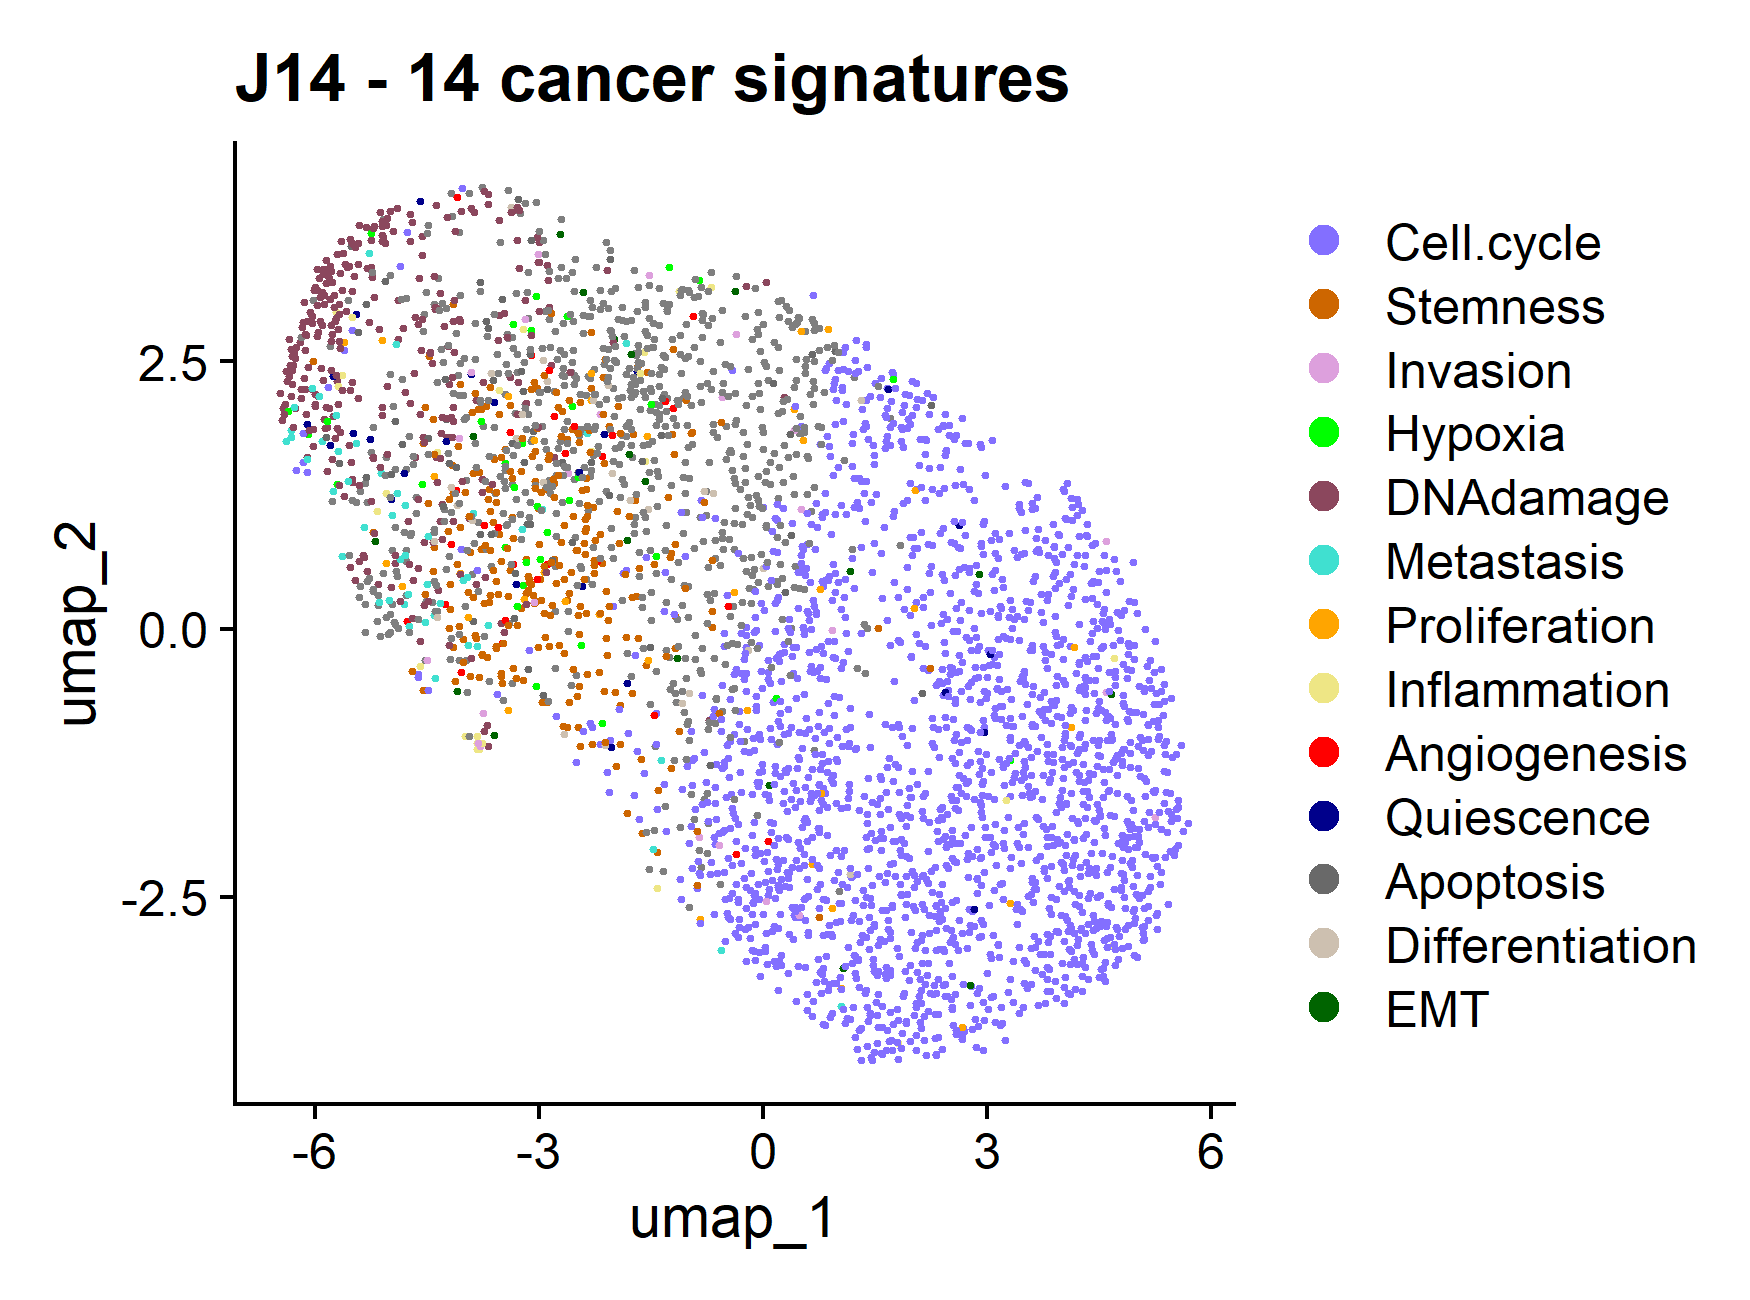 J14 - 14 cancer signatures
umap_2
2.5
0.0
-2.5
-6
-3
0
3
6
umap_1
Cell.cycle
Stemness
Invasion
Hypoxia
DNAdamage
Metastasis
Proliferation
Inflammation
Angiogenesis
Quiescence
Apoptosis
Differentiation
EMT